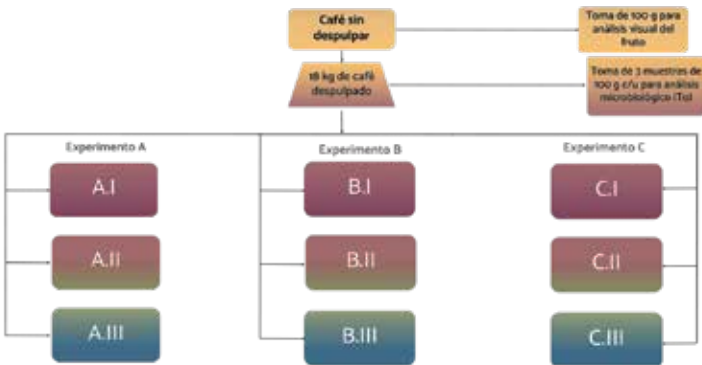 Café sin
despulpar
Toma de 100 g para
análisis visual del
fruto
18 kg de café
despulpado
Toma de 3 muestras de
100 g c/u para análisis
microbiológico (To)
Experimento A
Experimento B
Experimento C
A.I
B.I
C.I
A.II
B.II
C.II
A.III
B.III
C.III